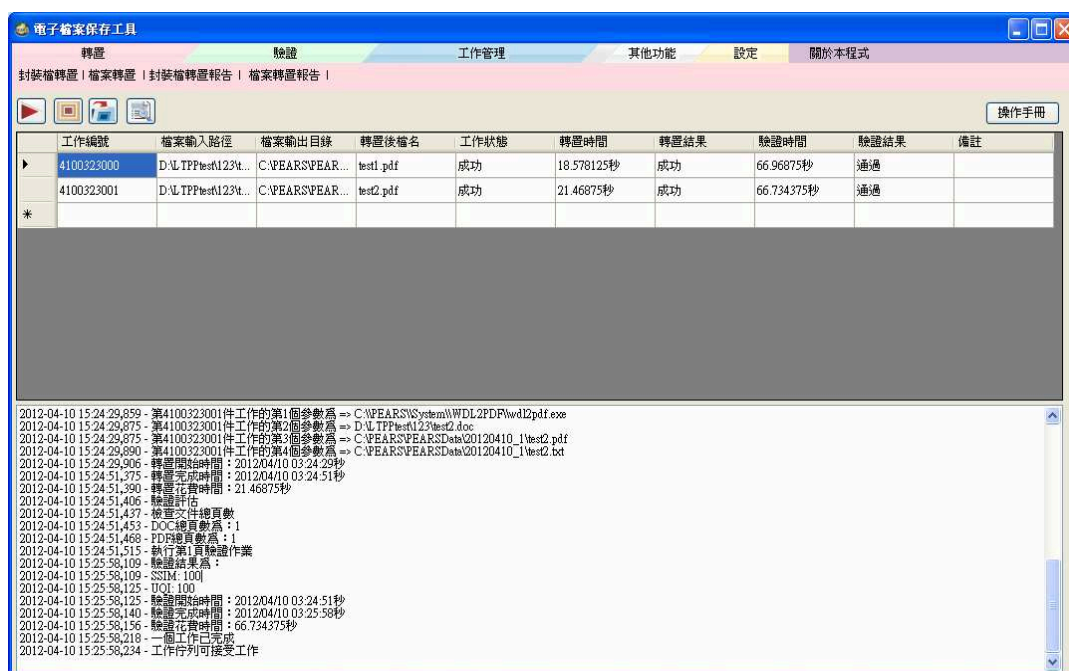 電子檔案保存工具
轉置 驗證 工作管理 其他功能 設定 關於本程式
封裝檔轉置 | 檔案轉置 | 封裝檔轉置報告 | 檔案轉置報告 |
操作手冊
工作編號 檔案輸入路徑 檔案輸出目錄 轉置後檔名 工作狀態 轉置時間 轉置結果 驗證時間 驗證結果 備註
4100323000 D:\LTPPtest\123\t... C:\PEARS\PEAR... test1.pdf 成功 18.578125秒 成功 66.96875秒 通過
4100323001 D:\LTPPtest\123\t... C:\PEARS\PEAR... test2.pdf 成功 21.46875秒 成功 66.734375秒 通過
2012-04-10 15:24:29,859 - 第4100323001件工作的第1個參數為 => C:\\PEARS\\System\\WDL2PDF\\wdl2pdf.exe
2012-04-10 15:24:29,875 - 第4100323001件工作的第2個參數為 => D:\LTPPtest\123\test2.doc
2012-04-10 15:24:29,875 - 第4100323001件工作的第3個參數為 => C:\PEARS\PEARSData\20120410_1\test2.pdf
2012-04-10 15:24:29,890 - 第4100323001件工作的第4個參數為 => C:\PEARS\PEARSData\20120410_1\test2.txt
2012-04-10 15:24:29,906 - 轉置開始時間：2012/04/10 03:24:29秒
2012-04-10 15:24:51,375 - 轉置完成時間：2012/04/10 03:24:51秒
2012-04-10 15:24:51,390 - 轉置花費時間：21.46875秒
2012-04-10 15:24:51,406 - 驗證評估
2012-04-10 15:24:51,437 - 檢查文件總頁數
2012-04-10 15:24:51,453 - DOC總頁數為：1
2012-04-10 15:24:51,468 - PDF總頁數為：1
2012-04-10 15:24:51,515 - 執行第1頁驗證作業
2012-04-10 15:25:58,109 - 驗證結果為：
2012-04-10 15:25:58,109 - SSIM: 100
2012-04-10 15:25:58,125 - UQI: 100
2012-04-10 15:25:58,125 - 驗證開始時間：2012/04/10 03:24:51秒
2012-04-10 15:25:58,140 - 驗證完成時間：2012/04/10 03:25:58秒
2012-04-10 15:25:58,156 - 驗證花費時間：66.734375秒
2012-04-10 15:25:58,218 - 一個工作已完成
2012-04-10 15:25:58,234 - 工作佇列可接受工作